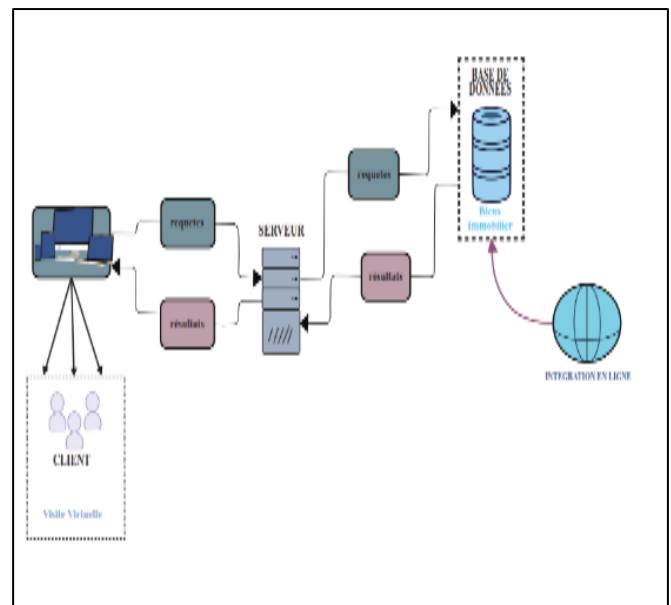 BASE DE
DONNÉES
Biens
Immobilier
requetes
requetes
SERVEUR
résultats
résultats
INTEGRATION EN LIGNE
CLIENT
Visite Virtuelle